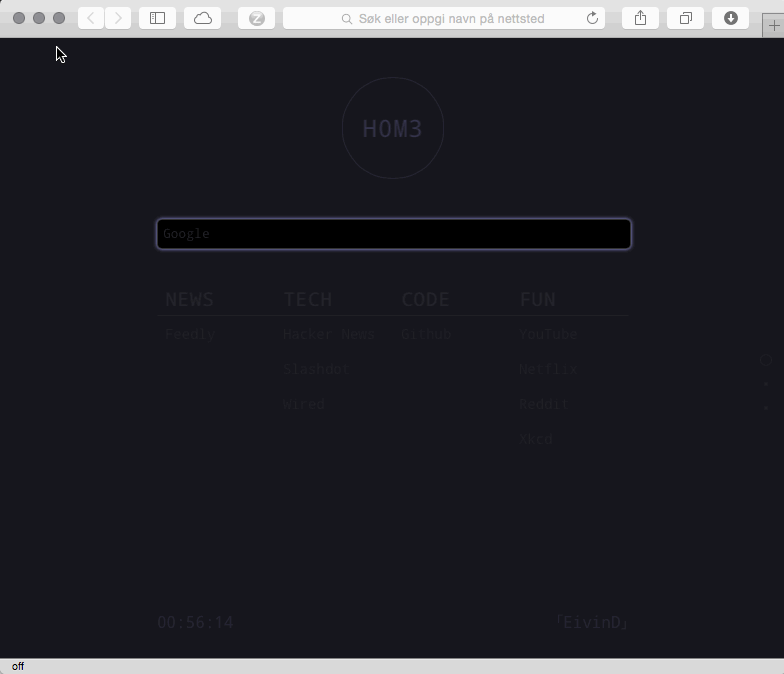 Z
Søk eller oppgi navn på nettsted
H0M3
Google
NEWS TECH CODE FUN
Feedly Hacker News Github YouTube
Slashdot Netflix
Wired Reddit
Xkcd
00:56:14 「EivinD」
off